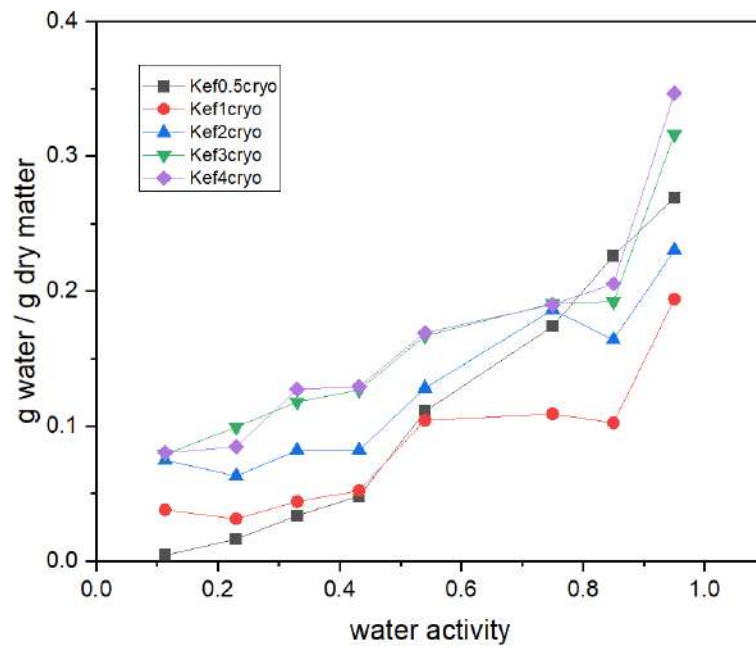 0.4
0.3
0.2
0.1
0.0
g water / g dry matter
Kef0.5cryo
Kef1cryo
Kef2cryo
Kef3cryo
Kef4cryo
0.0
0.2
0.4
0.6
0.8
1.0
water activity